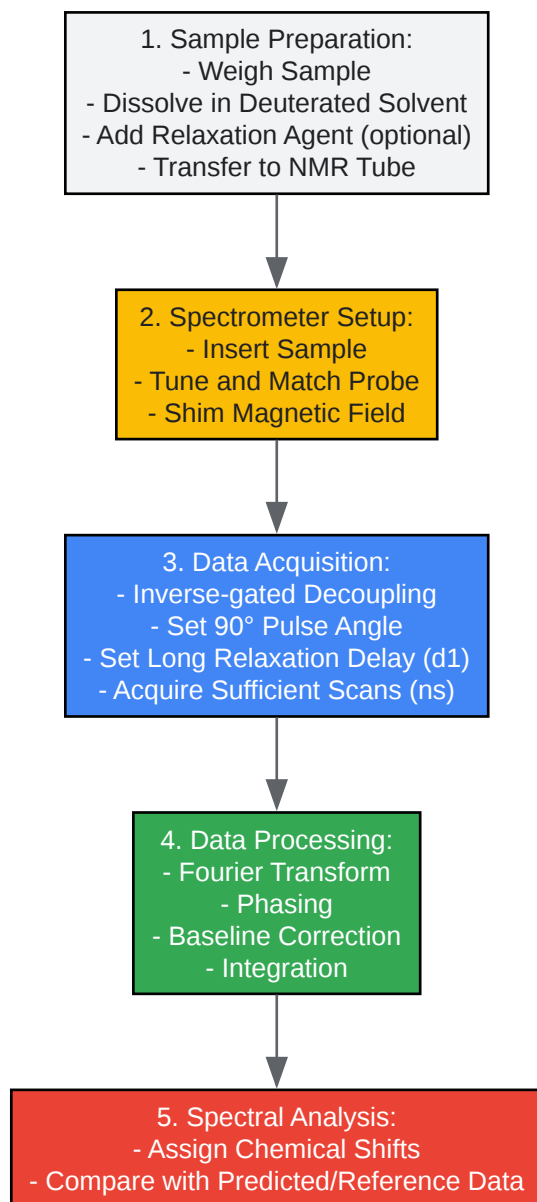 1. Sample Preparation:
- Weigh Sample
- Dissolve in Deuterated Solvent
- Add Relaxation Agent (optional)
- Transfer to NMR Tube
2. Spectrometer Setup:
- Insert Sample
- Tune and Match Probe
- Shim Magnetic Field
3. Data Acquisition:
- Inverse-gated Decoupling
- Set 90° Pulse Angle
- Set Long Relaxation Delay (d1)
- Acquire Sufficient Scans (ns)
4. Data Processing:
- Fourier Transform
- Phasing
- Baseline Correction
- Integration
5. Spectral Analysis:
- Assign Chemical Shifts
- Compare with Predicted/Reference Data